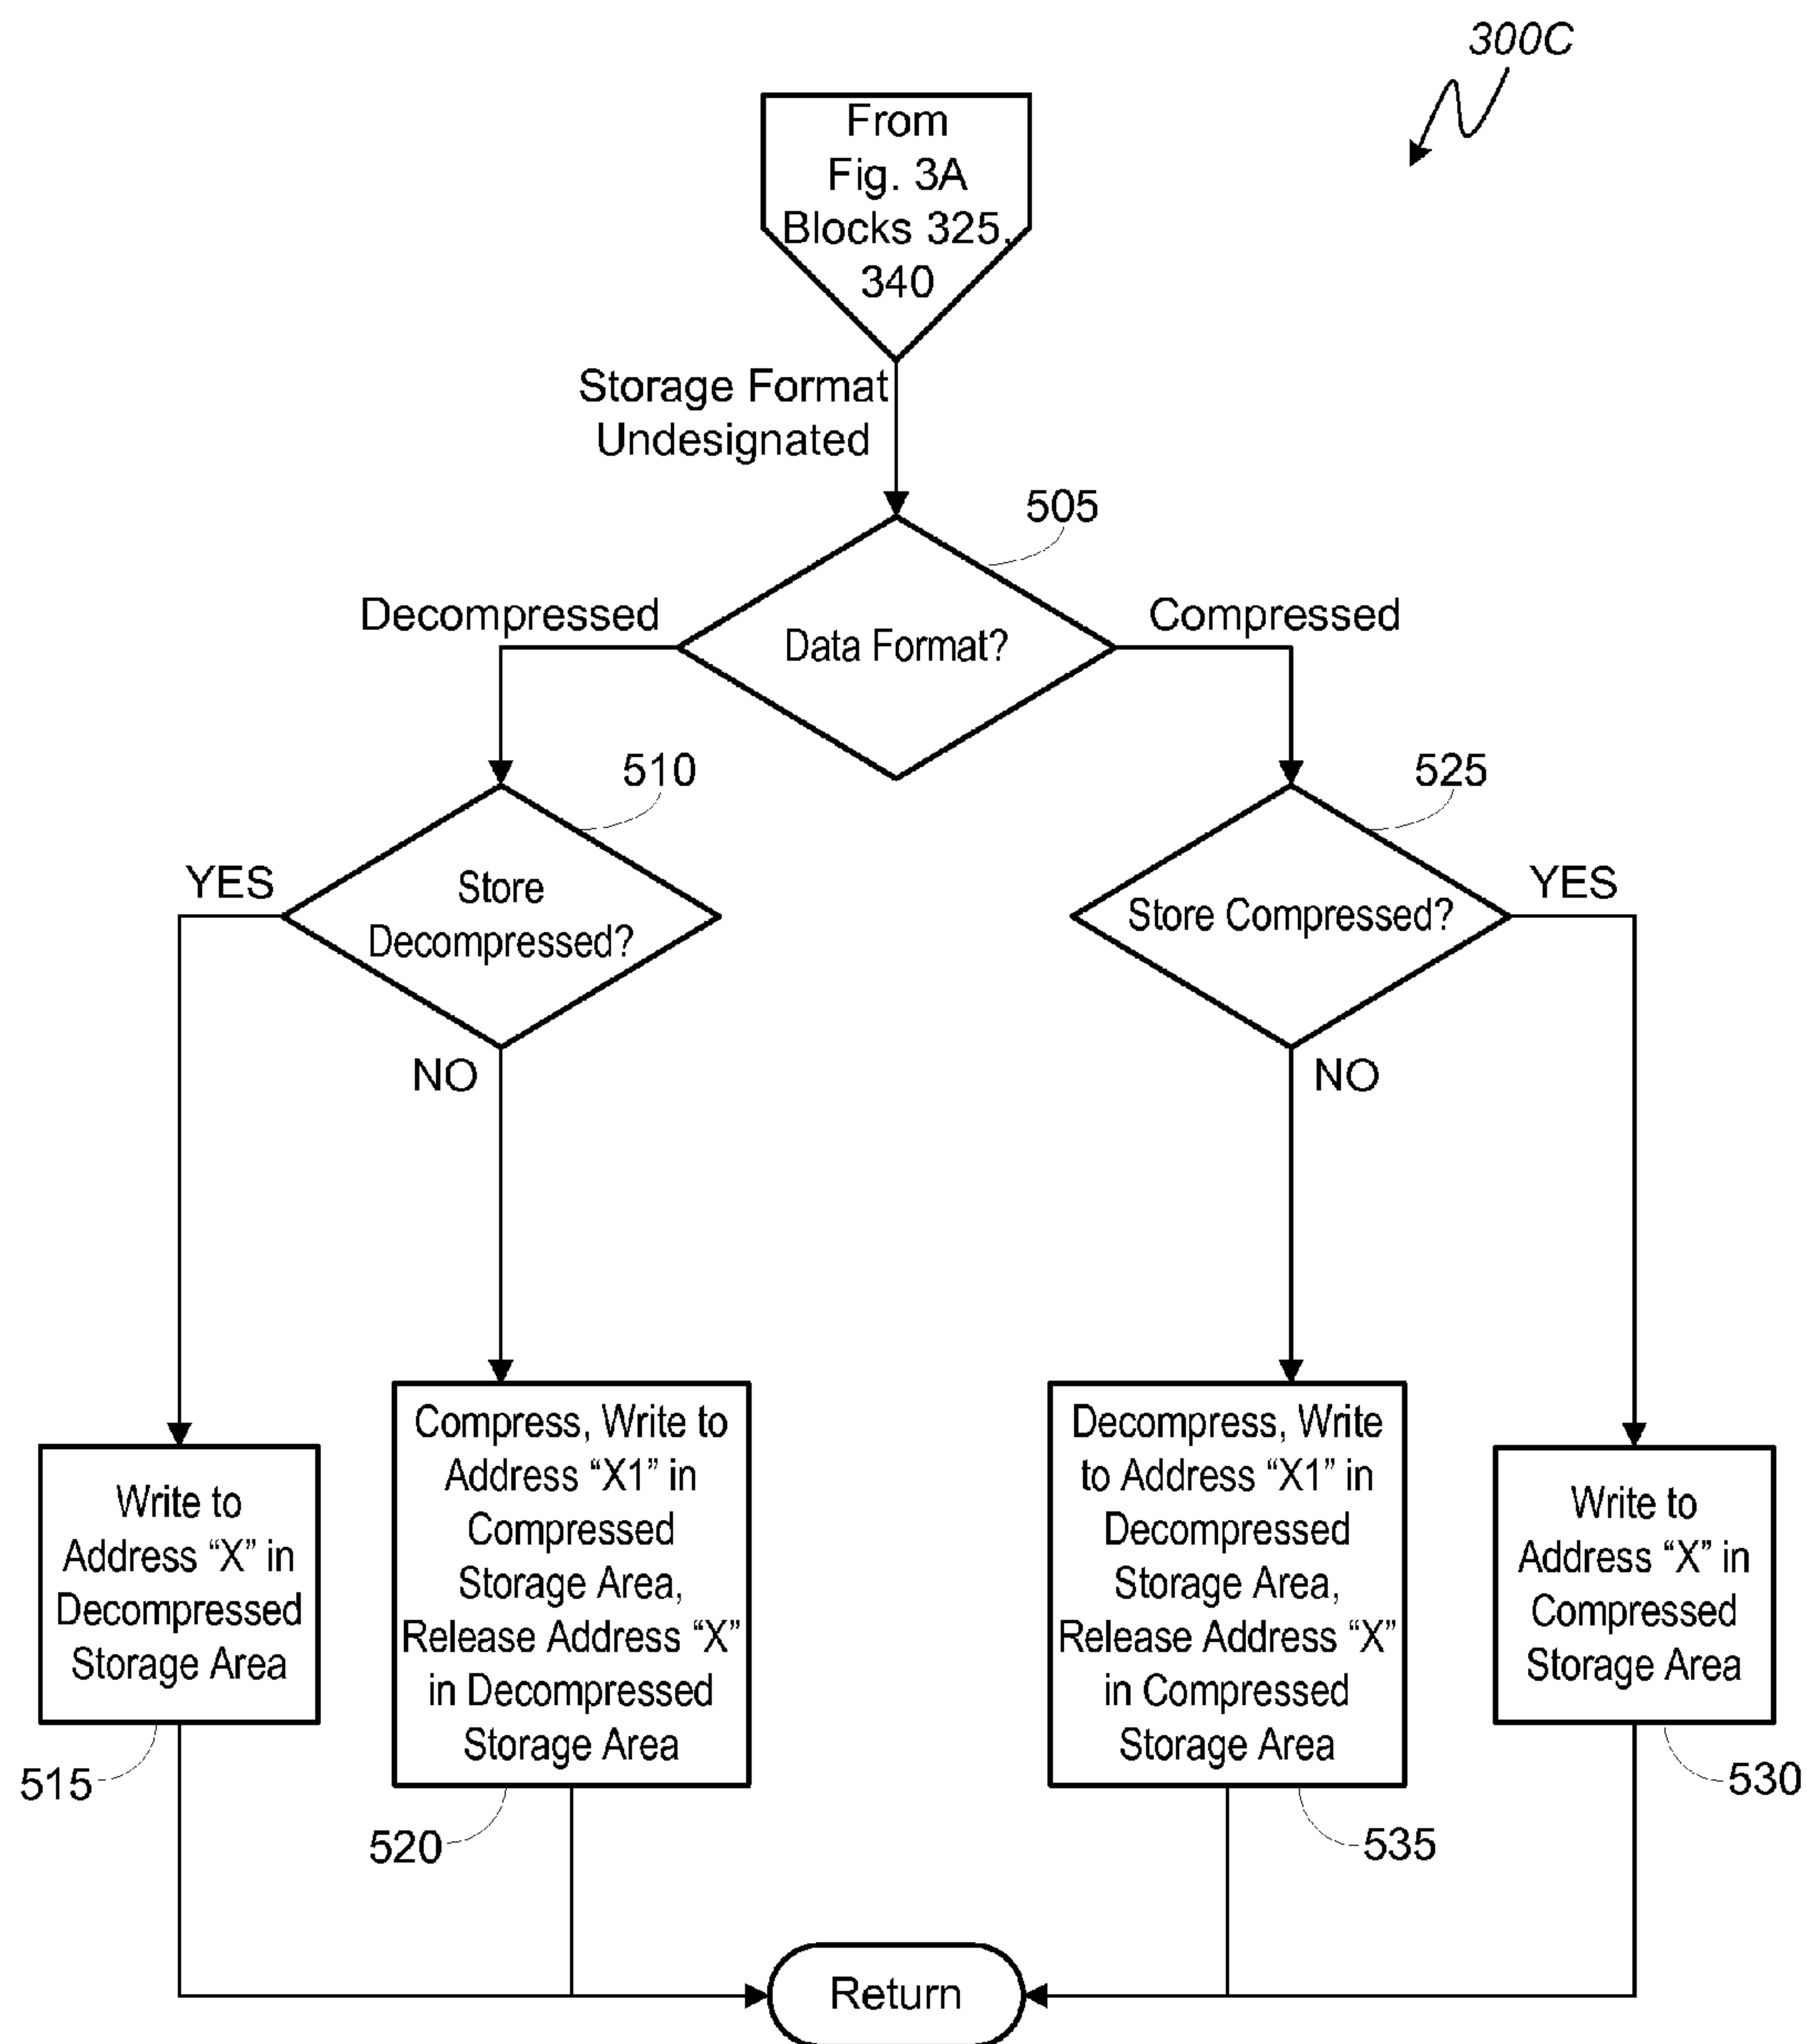 300C
From
Fig. 3A
Blocks 325,
340
Storage Format
Undesignated
505
Decompressed
Data Format?
Compressed
510
525
YES
Store
Decompressed?
NO
Store Compressed?
YES
NO
Write to
Address “X” in
Decompressed
Storage Area
515
Compress, Write to
Address “X1” in
Compressed
Storage Area,
Release Address “X”
in Decompressed
Storage Area
520
Decompress, Write
to Address “X1” in
Decompressed
Storage Area,
Release Address “X”
in Compressed
Storage Area
535
Write to
Address “X” in
Compressed
Storage Area
530
Return